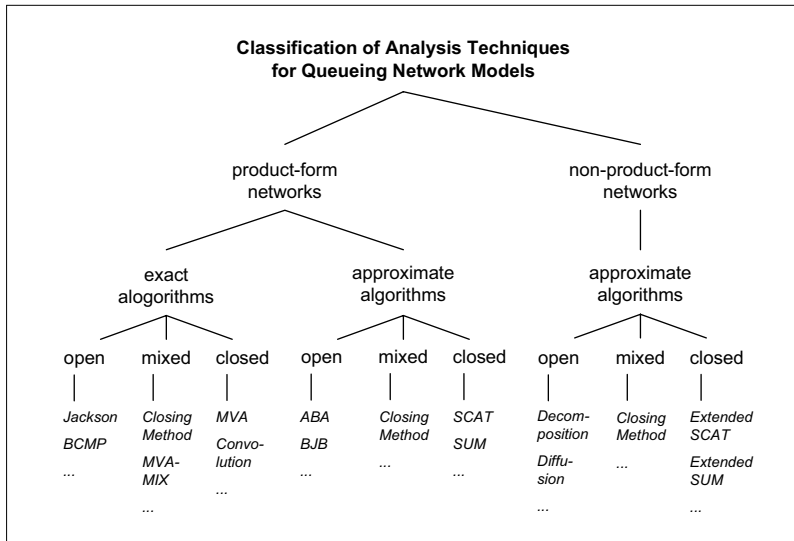 Classification of Analysis Techniques
for Queueing Network Models
product-form
networks
non-product-form
networks
exact
alogorithms
approximate
algorithms
approximate
algorithms
open
mixed
closed
open
mixed
closed
open
mixed
closed
Jackson
BCMP
...
Closing
Method
MVA-
MIX
...
MVA
Convo-
lution
...
ABA
BJB
...
Closing
Method
...
SCAT
SUM
...
Decom-
position
Diffu-
sion
...
Closing
Method
...
Extended
SCAT
Extended
SUM
...